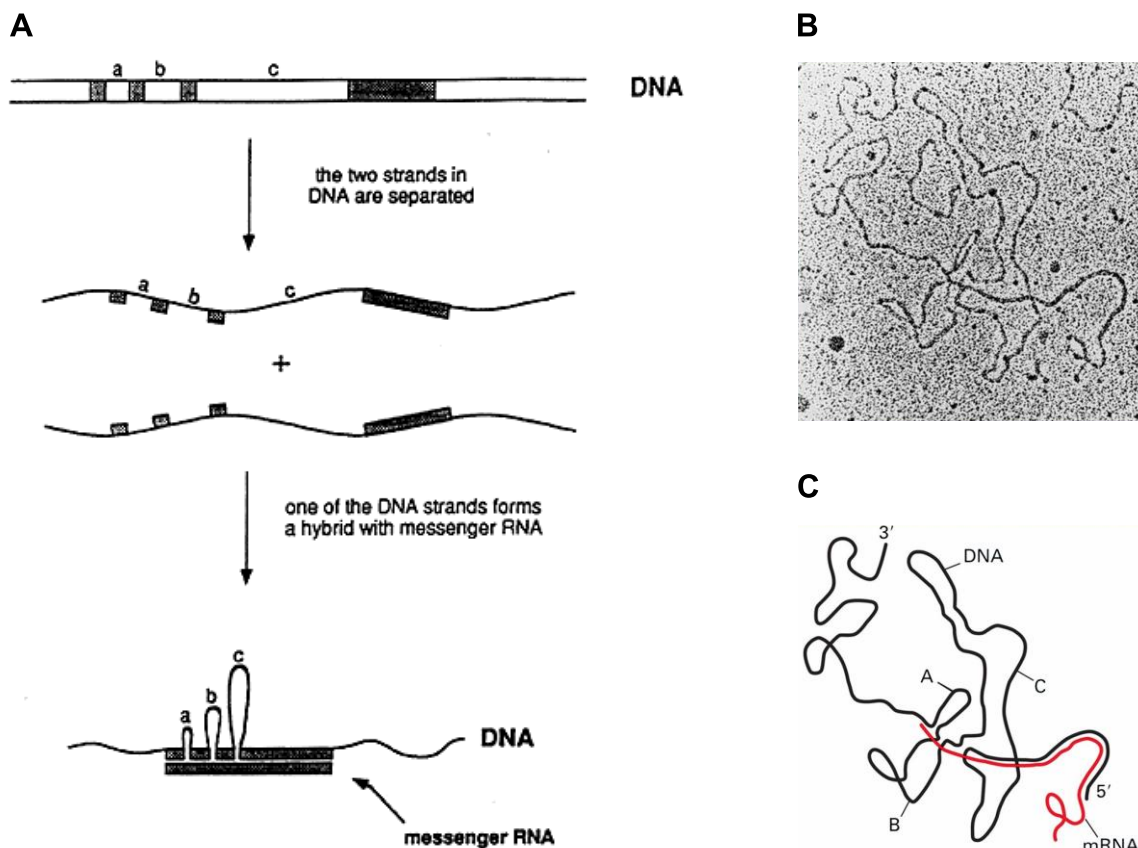 A
a b c
DNA
the two strands in
DNA are separated
a b c
+
one of the DNA strands forms
a hybrid with messenger RNA
a b c
DNA
messenger RNA
B
C
3′
DNA
A
C
B
5′
mRNA